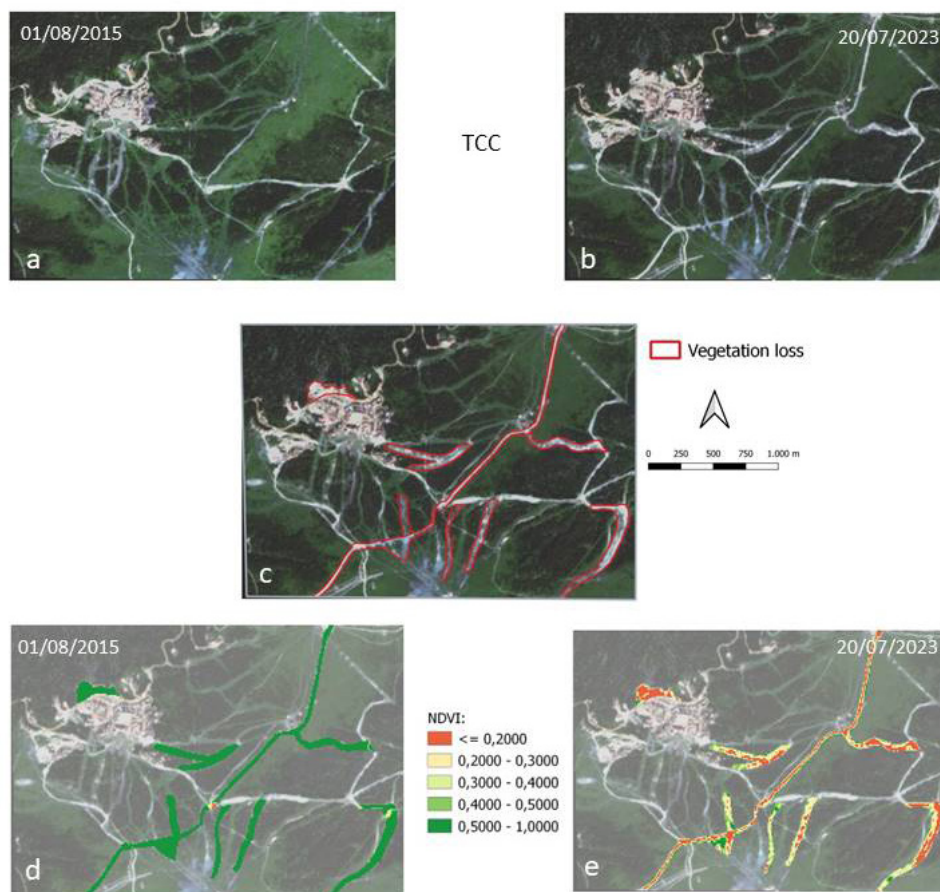 01/08/2015
20/07/2023
TCC
a
b
Vegetation loss
0 250 500 750 1.000 m
c
01/08/2015
20/07/2023
NDVI:
<= 0,2000
0,2000 - 0,3000
0,3000 - 0,4000
0,4000 - 0,5000
0,5000 - 1,0000
d
e